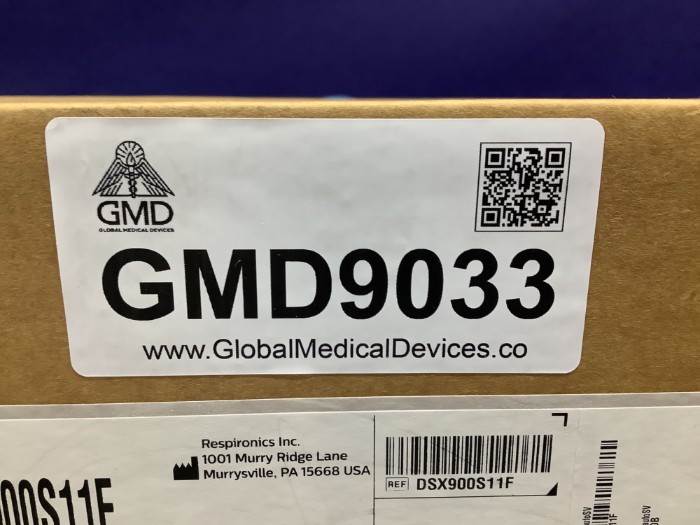 GMD
GLOBAL MEDICAL DEVICES
GMD9033
www.GlobalMedicalDevices.co
Respironics Inc.
1001 Murry Ridge Lane
Murrysville, PA 15668 USA
REF DSX900S11F
00S11F